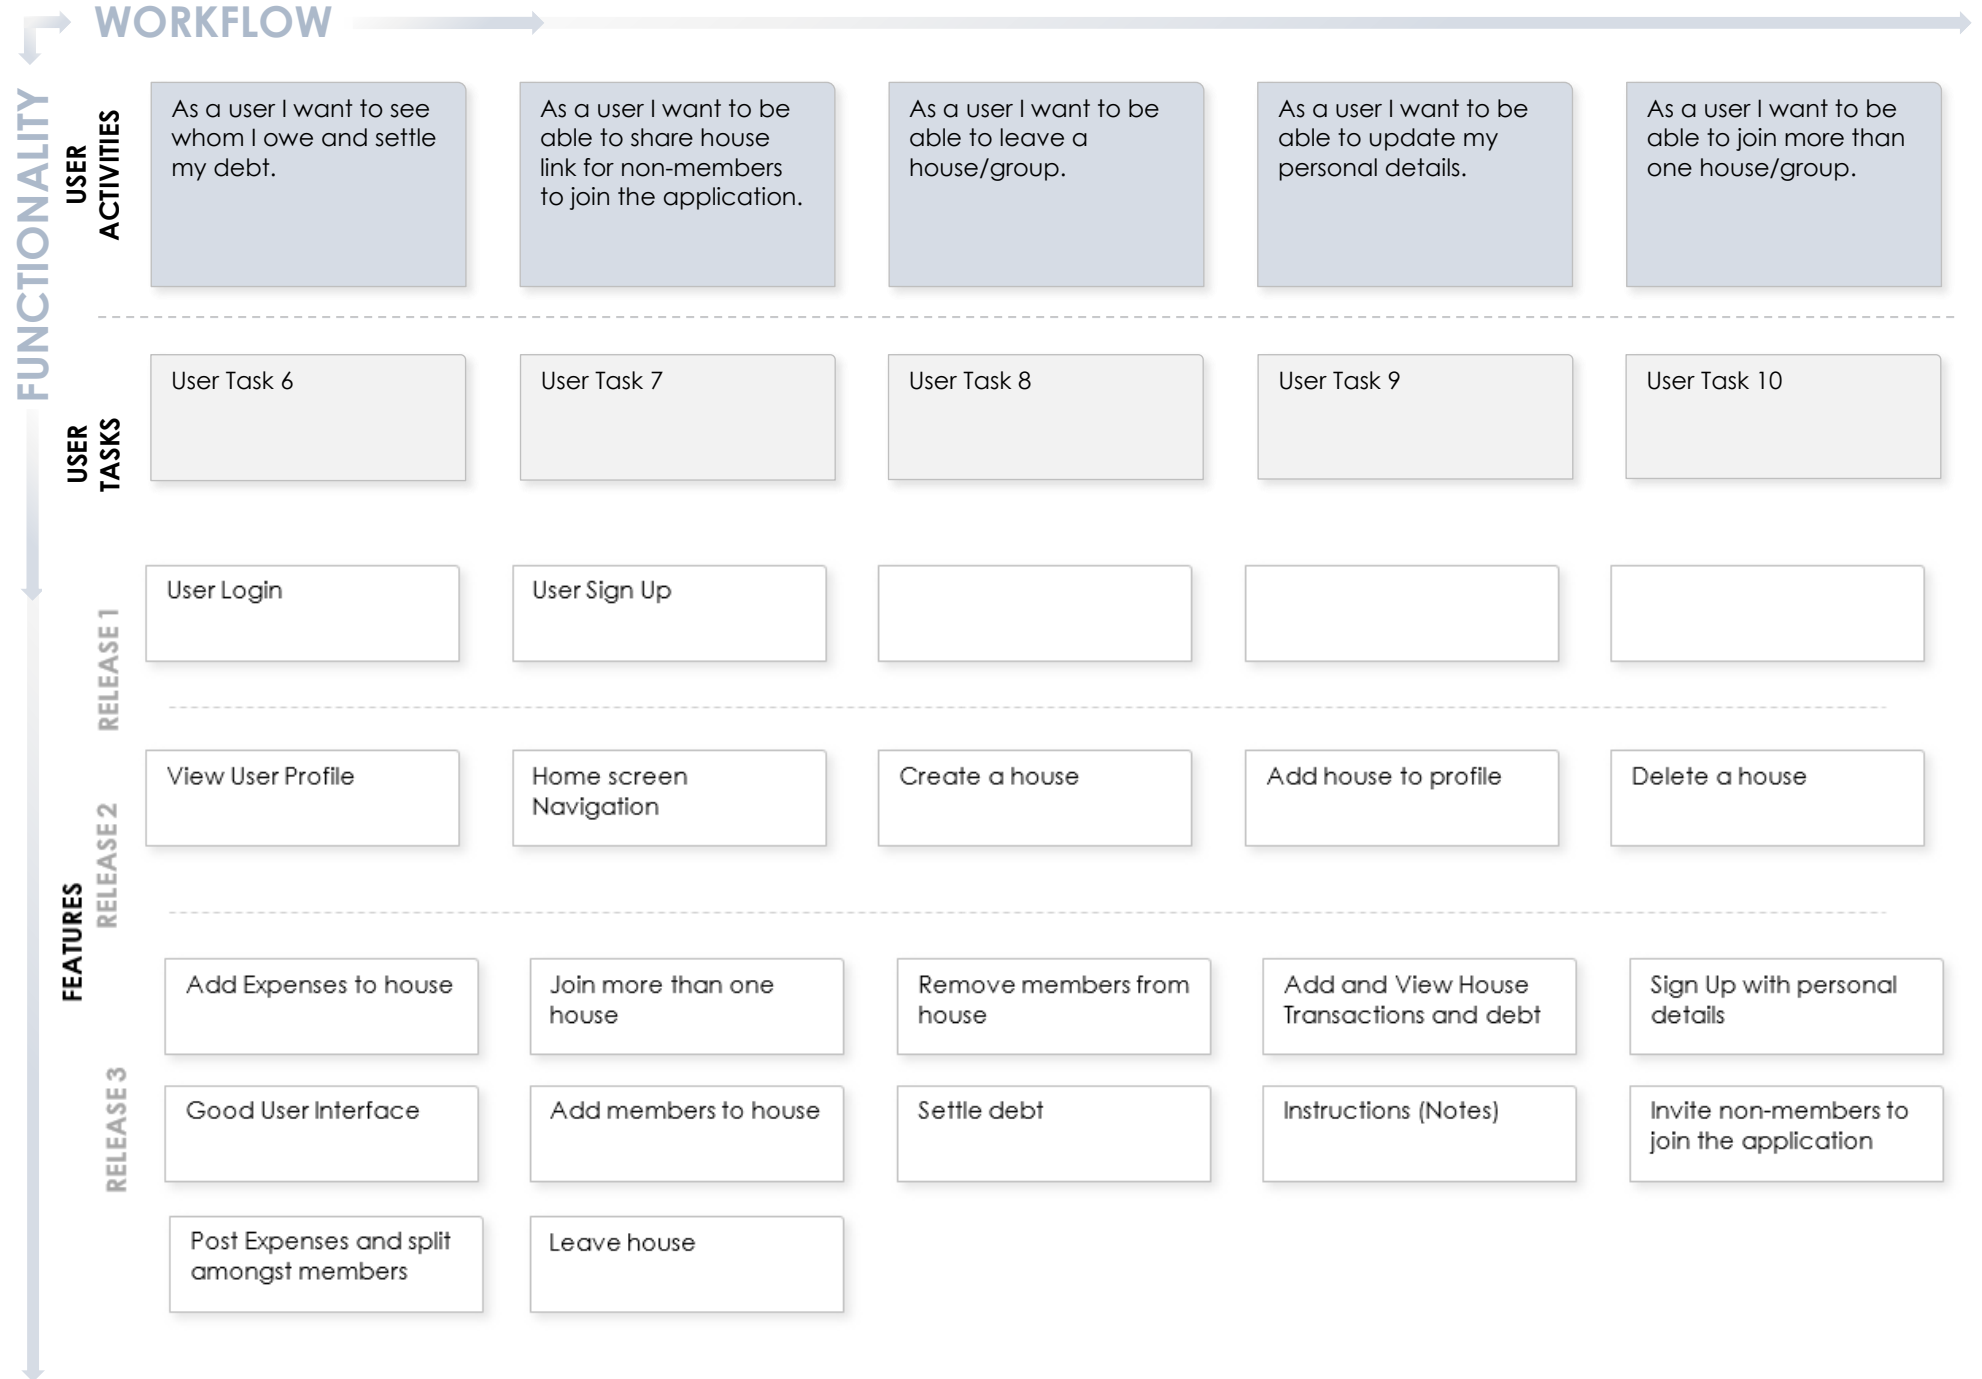 WORKFLOW
FUNCTIONALITY
USER
ACTIVITIES
As a user I want to see
whom I owe and settle
my debt.
As a user I want to be
able to share house
link for non-members
to join the application.
As a user I want to be
able to leave a
house/group.
As a user I want to be
able to update my
personal details.
As a user I want to be
able to join more than
one house/group.
USER
TASKS
User Task 6
User Task 7
User Task 8
User Task 9
User Task 10
FEATURES
RELEASE 1
User Login
User Sign Up
RELEASE 2
View User Profile
Home screen
Navigation
Create a house
Add house to profile
Delete a house
RELEASE 3
Add Expenses to house
Join more than one
house
Remove members from
house
Add and View House
Transactions and debt
Sign Up with personal
details
Good User Interface
Add members to house
Settle debt
Instructions (Notes)
Invite non-members to
join the application
Post Expenses and split
amongst members
Leave house